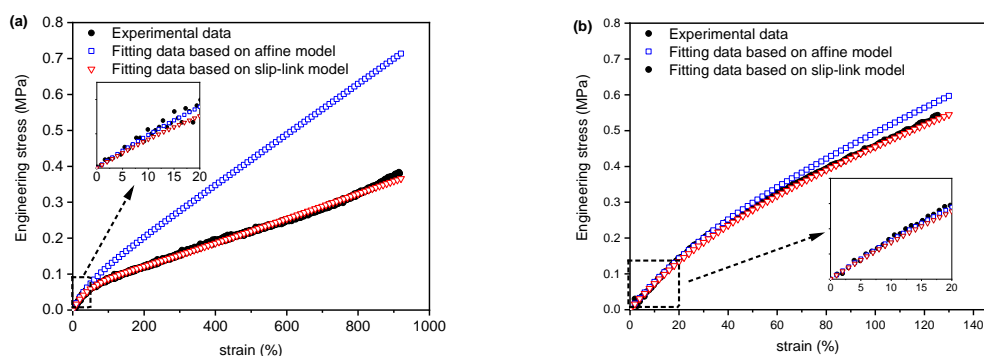 (a)
Experimental data
Fitting data based on affine model
Fitting data based on slip-link model
Engineering stress (MPa)
0.8
0.7
0.6
0.5
0.4
0.3
0.2
0.1
0.0
0 5 10 15 20
0 200 400 600 800 1000
strain (%)
(b)
Experimental data
Fitting data based on affine model
Fitting data based on slip-link model
Engineering stress (MPa)
0.8
0.7
0.6
0.5
0.4
0.3
0.2
0.1
0.0
0 5 10 15 20
0 20 40 60 80 100 120 140
strain (%)